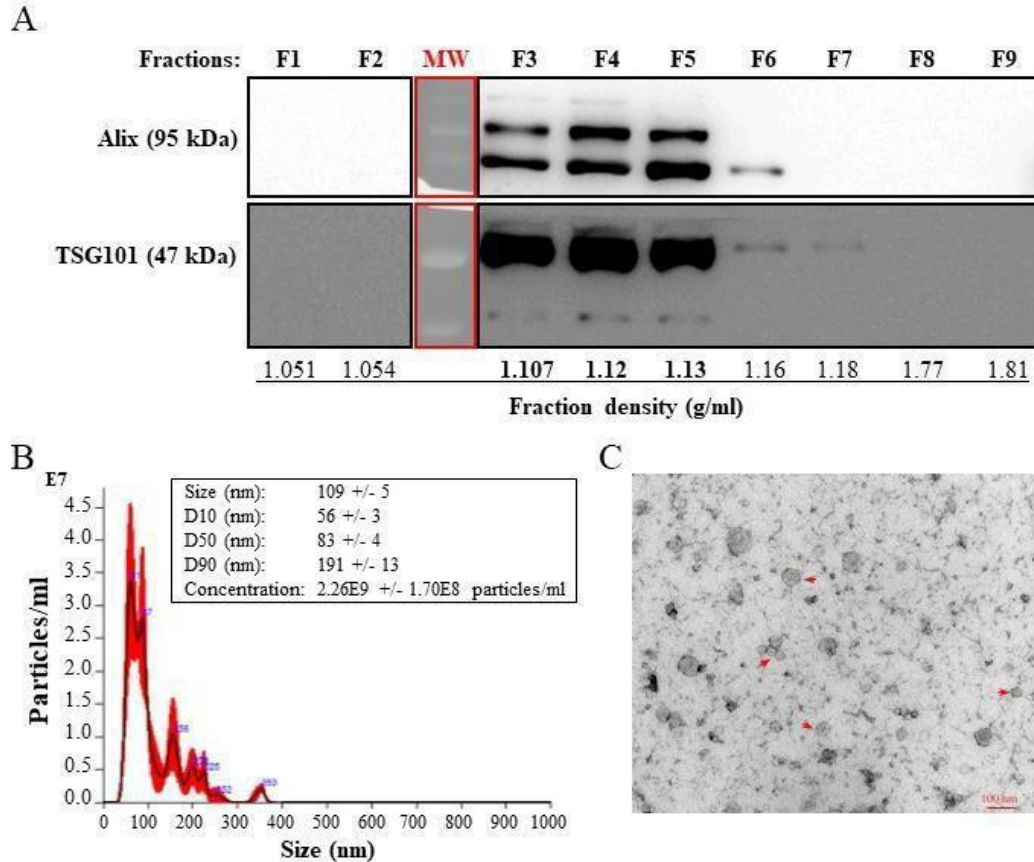 A
Fractions: F1 F2 MW F3 F4 F5 F6 F7 F8 F9
Alix (95 kDa)
TSG101 (47 kDa)
1.051 1.054 1.107 1.12 1.13 1.16 1.18 1.77 1.81
Fraction density (g/ml)
B
E7
Size (nm): 109 +/- 5
D10 (nm): 56 +/- 3
D50 (nm): 83 +/- 4
D90 (nm): 191 +/- 13
Concentration: 2.26E9 +/- 1.70E8 particles/ml
4.5
4.0
3.5
3.0
2.5
2.0
1.5
1.0
0.5
0.0
Particles/ml
0 100 200 300 400 500 600 700 800 900 1000
Size (nm)
C
100 nm